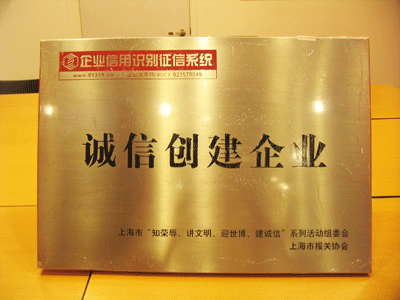 企业信用识别征信系统
诚信创建企业
上海市“知荣辱、讲文明、迎世博、建诚信”系列活动组委会
上海市报关协会